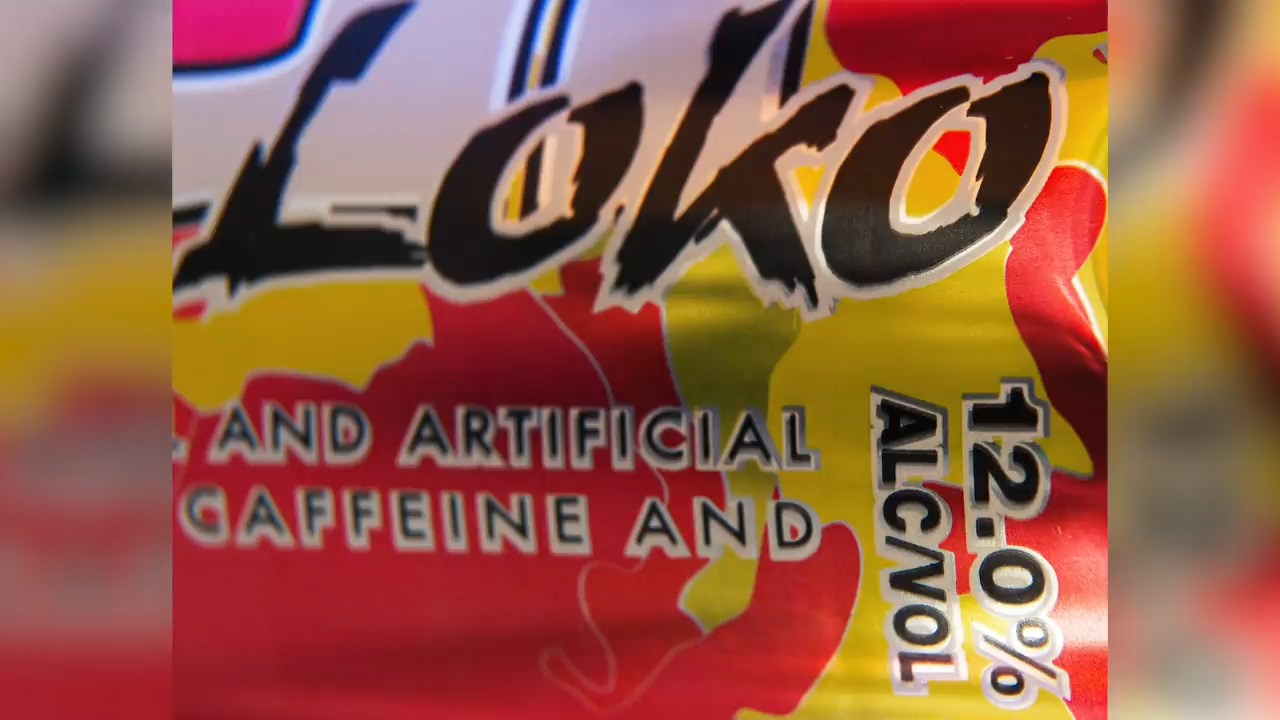 Loko
. AND ARTIFICIAL
CAFFEINE AND
12.0%
ALC/VOL